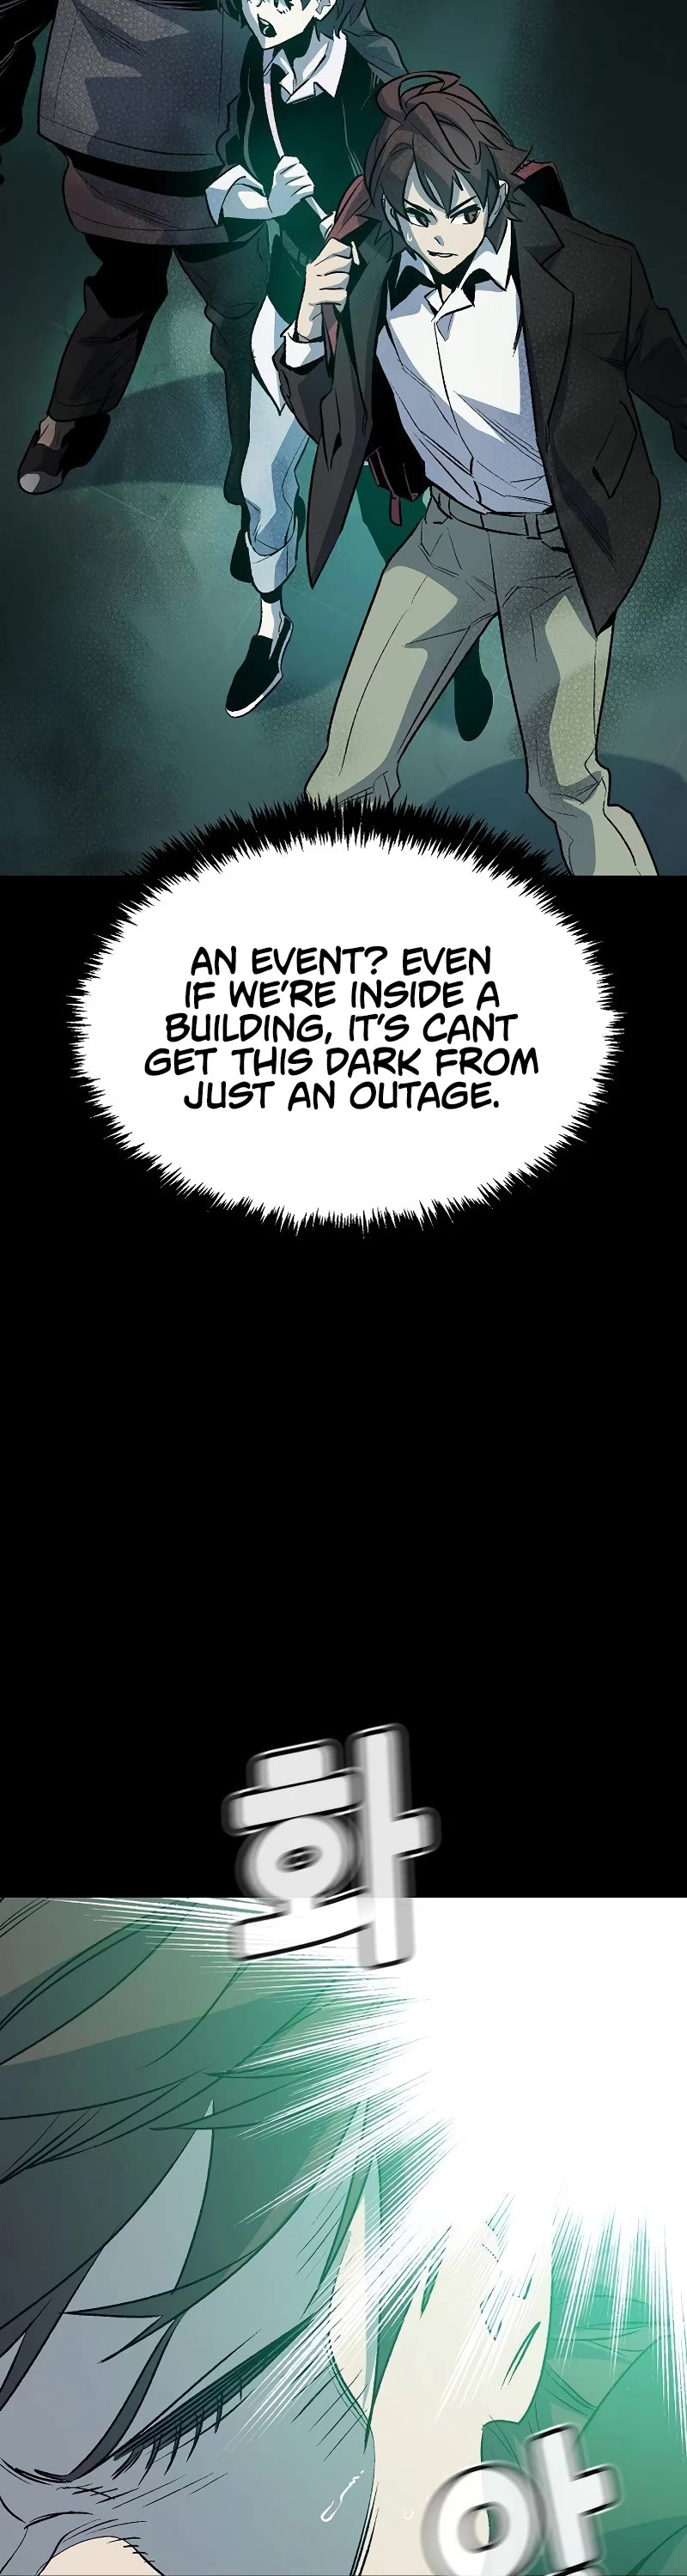 AN EVENT? EVEN
IF WE'RE INSIDE A
BUILDING, IT'S CANT
GET THIS DARK FROM
JUST AN OUTAGE.
화
아